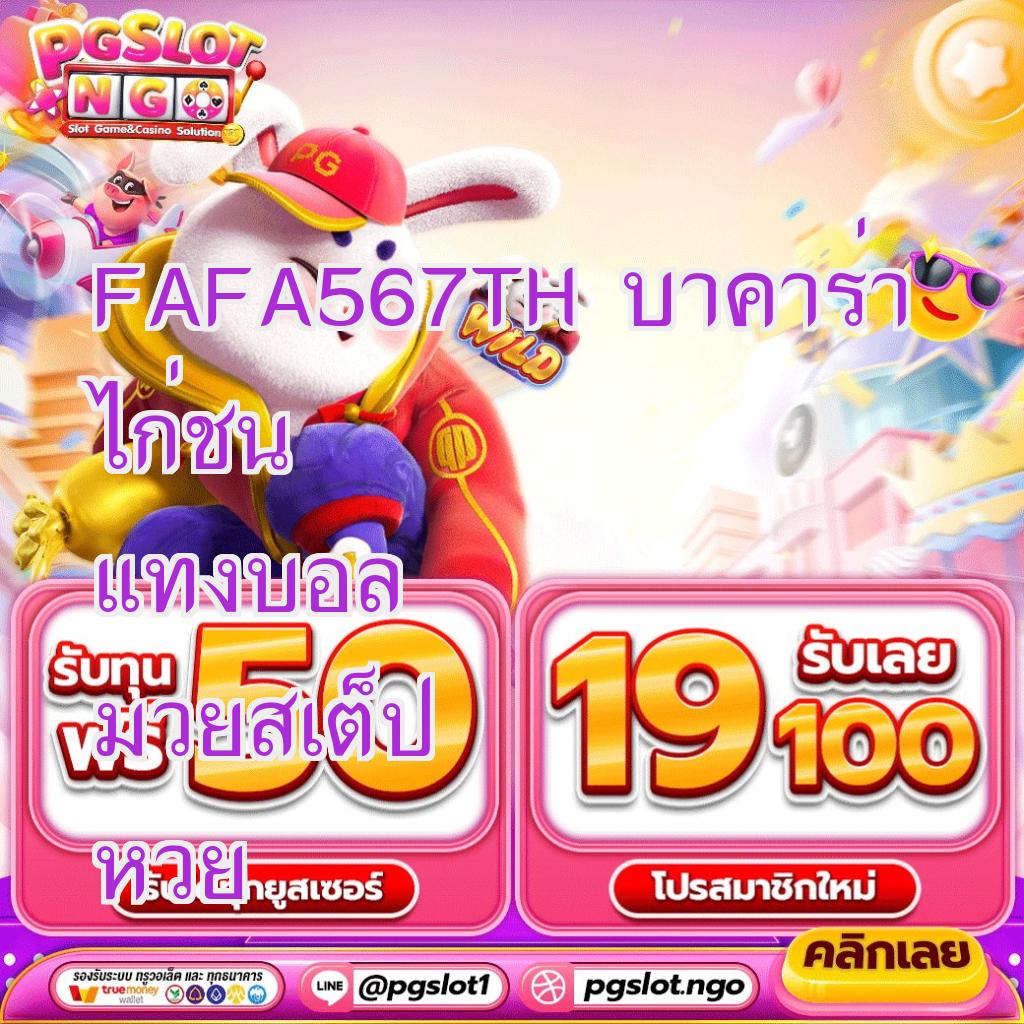 PGSLOT
NGO
Slot Game&Casino Solution
PG
WILD
FAFA567TH บาคาร่า
ไก่ชน
แทงบอล
มวยสเต็ป
หวย
รับทุน
ฟรี 50
ยูสเซอร์
19 รับเลย
100
โปรสมาชิกใหม่
คลิกเลย
รองรับระบบ ทรูวอเล็ต และ ทุกธนาคาร
truemoney
wallet
LINE @pgslot1
pgslot.ngo